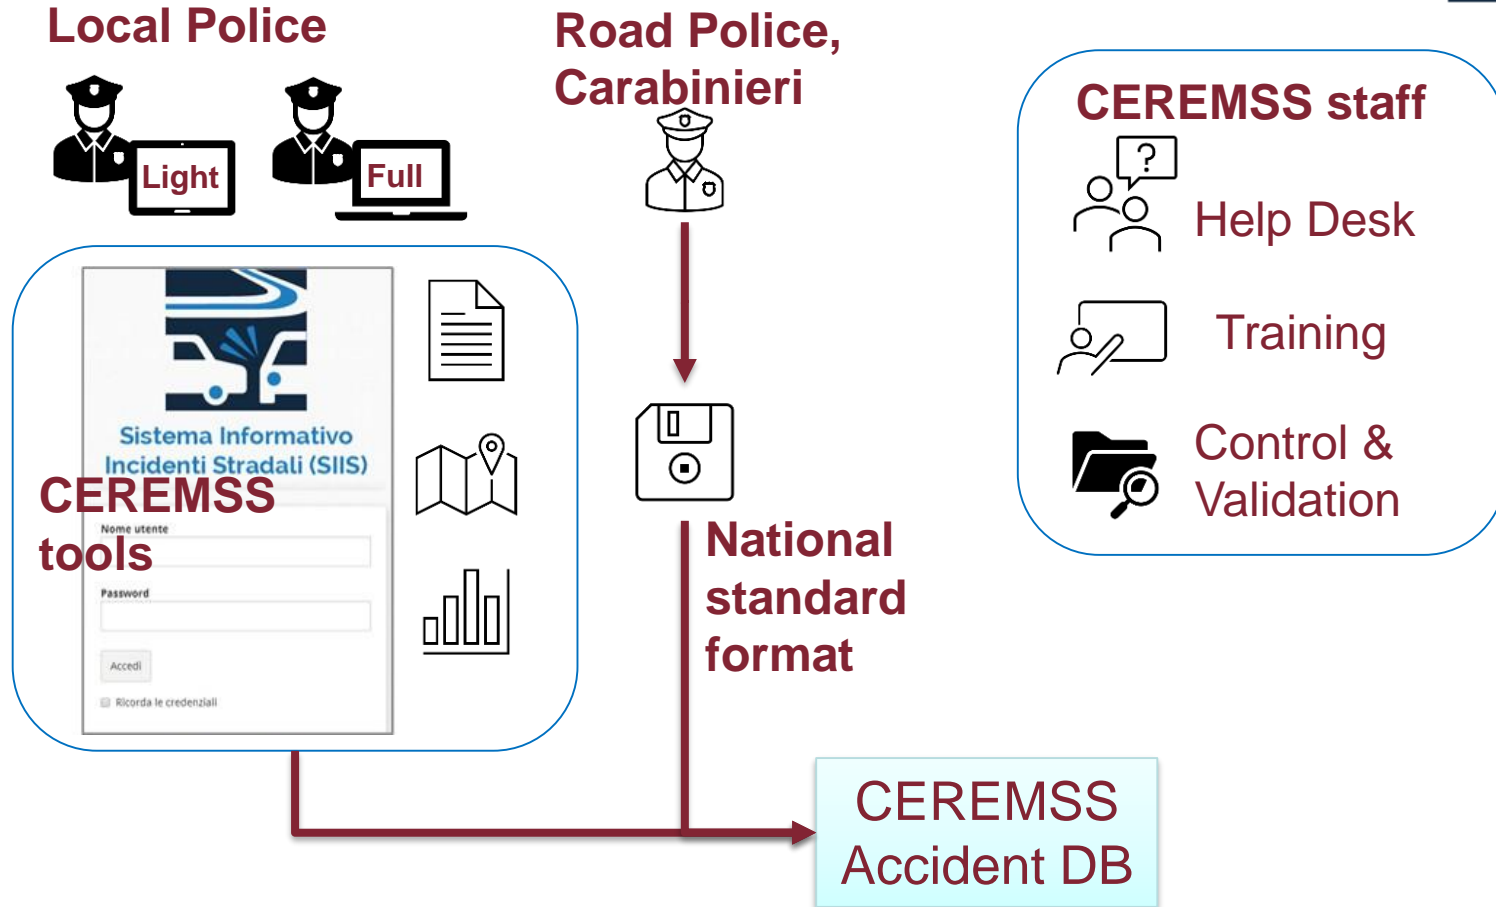 Local Police
Light
Full
Road Police,
Carabinieri
CEREMSS staff
?
Help Desk
Training
Control &
Validation
Sistema Informativo
Incidenti Stradali (SIIS)
CEREMSS
tools
Nome utente
Password
Accedi
Ricorda le credenziali
National
standard
format
CEREMSS
Accident DB